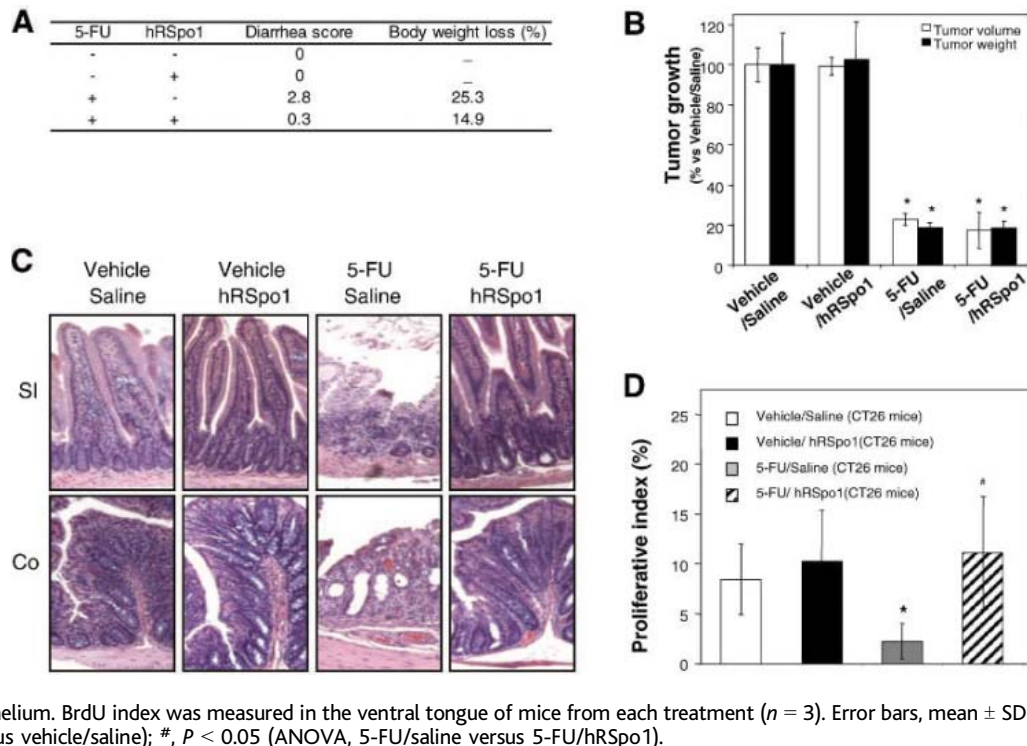 A
5-FU hRSpo1 Diarrhea score Body weight loss (%)
- - 0 _
- + 0 _
+ - 2.8 25.3
+ + 0.3 14.9
B
Tumor growth
(% vs Vehicle/Saline)
120
100
80
60
40
20
0
Tumor volume
Tumor weight
* * * *
Vehicle
/Saline
Vehicle
/hRSpo1
5-FU
/Saline
5-FU
/hRSpo1
C
Vehicle
Saline
Vehicle
hRSpo1
5-FU
Saline
5-FU
hRSpo1
SI
Co
D
Proliferative index (%)
25
20
15
10
5
0
Vehicle/Saline (CT26 mice)
Vehicle/ hRSpo1(CT26 mice)
5-FU/Saline (CT26 mice)
5-FU/ hRSpo1(CT26 mice)
*
#
elium. BrdU index was measured in the ventral tongue of mice from each treatment (n = 3). Error bars, mean ± SD
us vehicle/saline); #, P < 0.05 (ANOVA, 5-FU/saline versus 5-FU/hRSpo1).